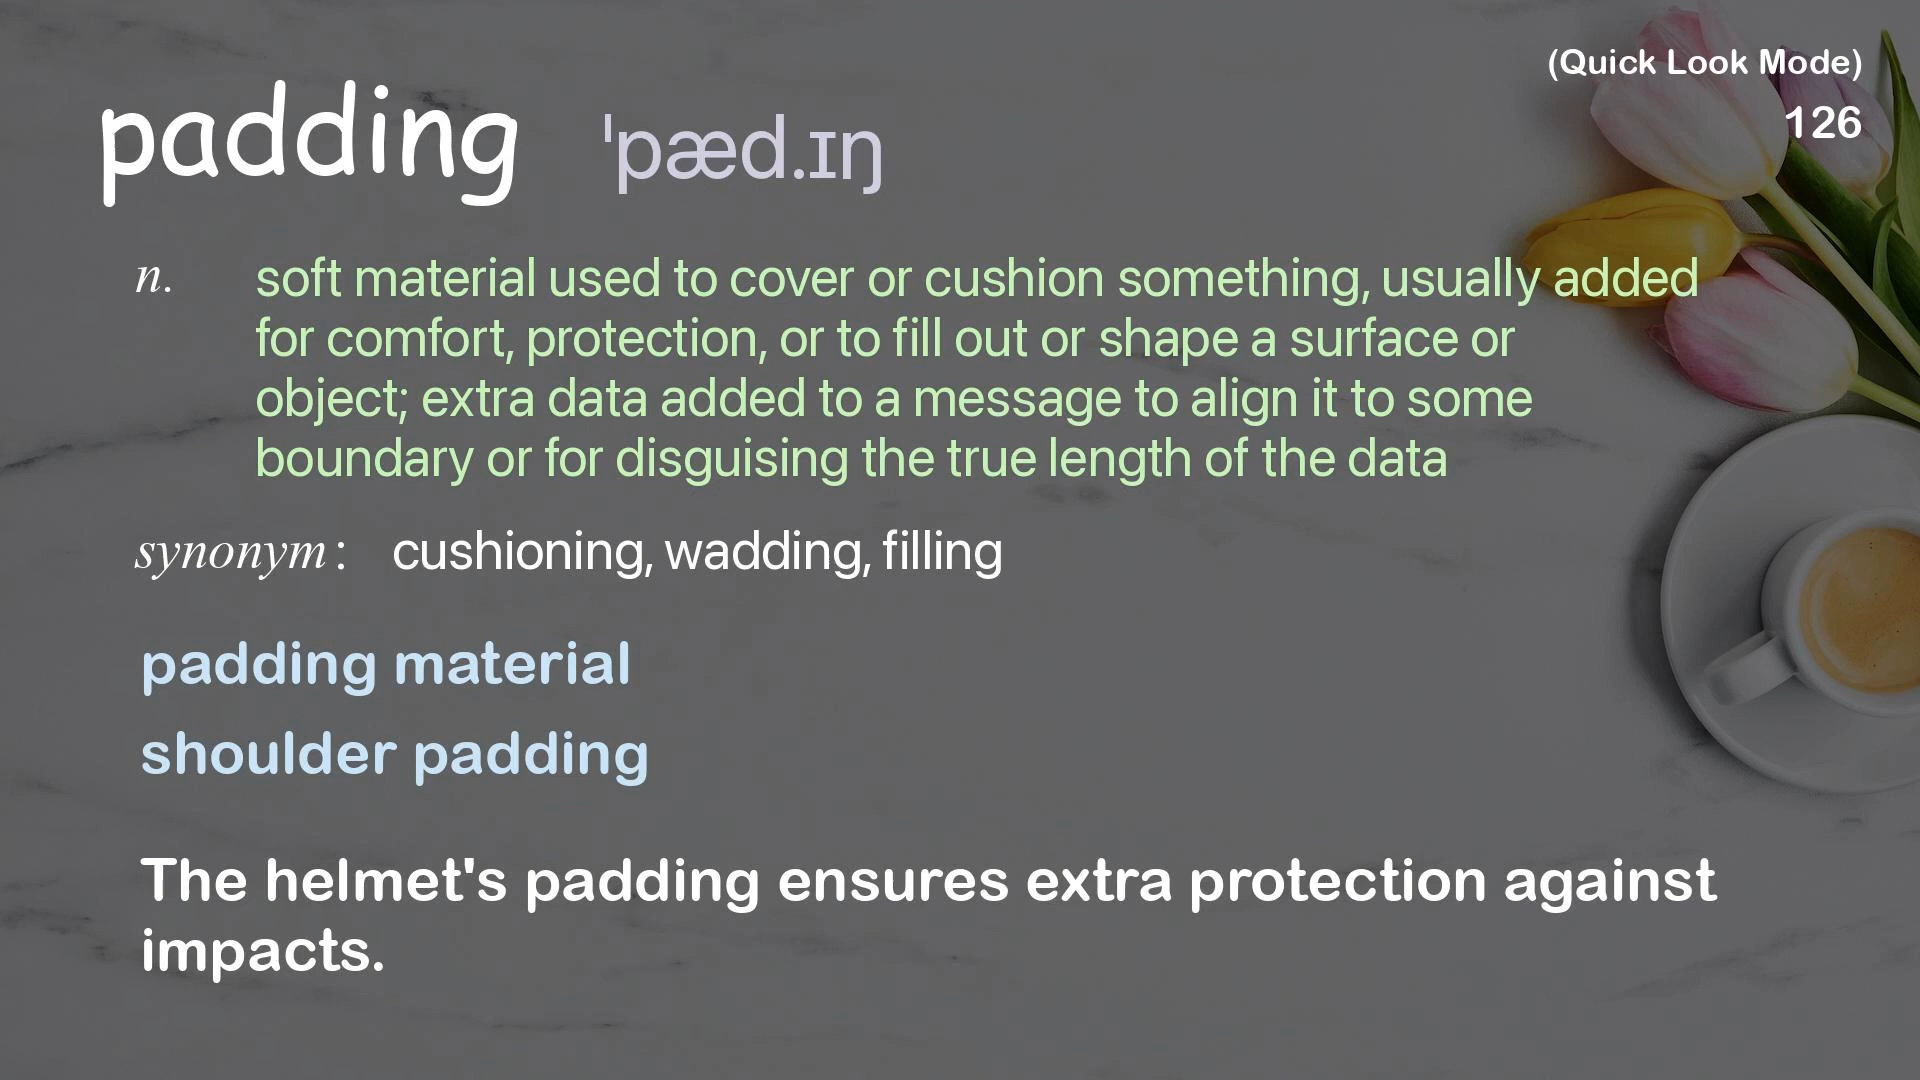 (Quick Look Mode)
126
padding ˈpæd.ɪŋ
n. soft material used to cover or cushion something, usually added
for comfort, protection, or to fill out or shape a surface or
object; extra data added to a message to align it to some
boundary or for disguising the true length of the data
synonym: cushioning, wadding, filling
padding material
shoulder padding
The helmet's padding ensures extra protection against
impacts.